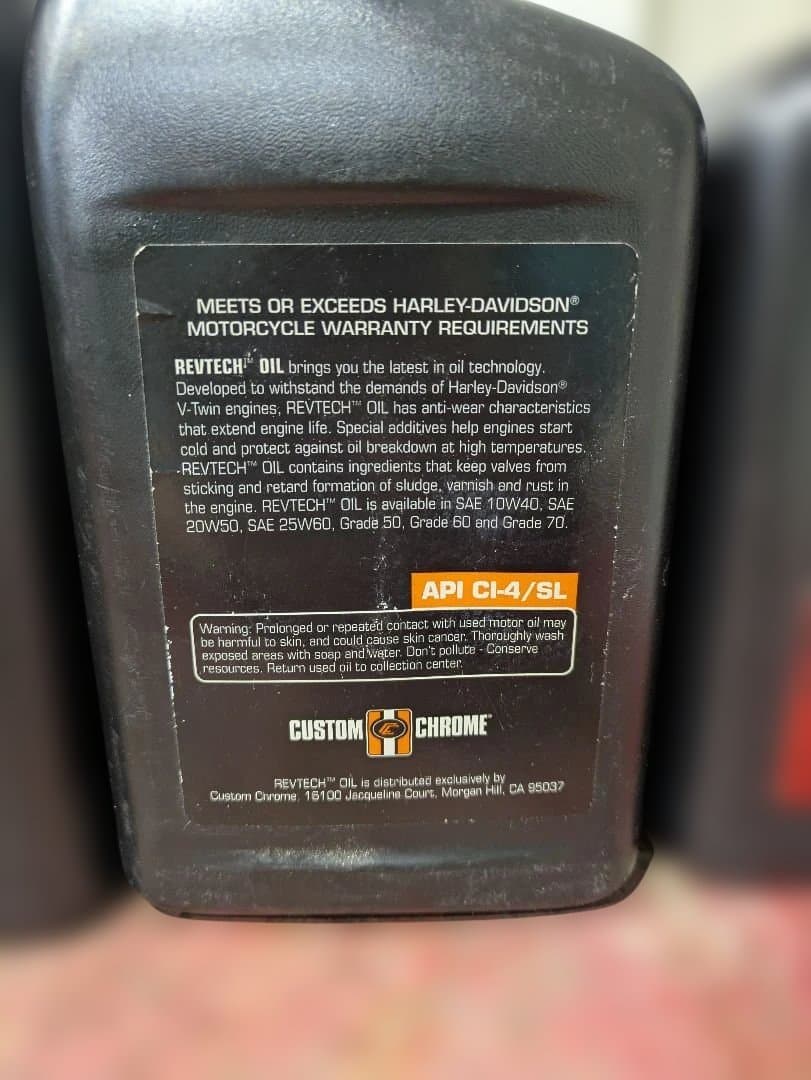 MEETS OR EXCEEDS HARLEY-DAVIDSON®
MOTORCYCLE WARRANTY REQUIREMENTS
REVTECH™ OIL brings you the latest in oil technology.
Developed to withstand the demands of Harley-Davidson®
V-Twin engines, REVTECH™ OIL has anti-wear characteristics
that extend engine life. Special additives help engines start
cold and protect against oil breakdown at high temperatures.
REVTECH™ OIL contains ingredients that keep valves from
sticking and retard formation of sludge, varnish and rust in
the engine. REVTECH™ OIL is available in SAE 10W40, SAE
20W50, SAE 25W60, Grade 50, Grade 60 and Grade 70.
API CI-4/SL
Warning: Prolonged or repeated contact with used motor oil may
be harmful to skin, and could cause skin cancer. Thoroughly wash
exposed areas with soap and water. Don't pollute - Conserve
resources. Return used oil to collection center.
CUSTOM CHROME®
REVTECH™ OIL is distributed exclusively by
Custom Chrome, 16100 Jacqueline Court, Morgan Hill, CA 95037